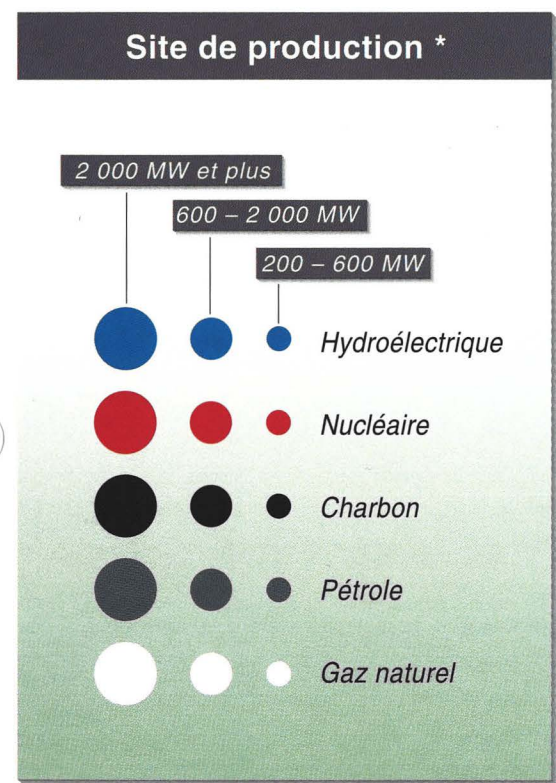 Site de production *
2 000 MW et plus
600 – 2 000 MW
200 – 600 MW
Hydroélectrique
Nucléaire
Charbon
Pétrole
Gaz naturel